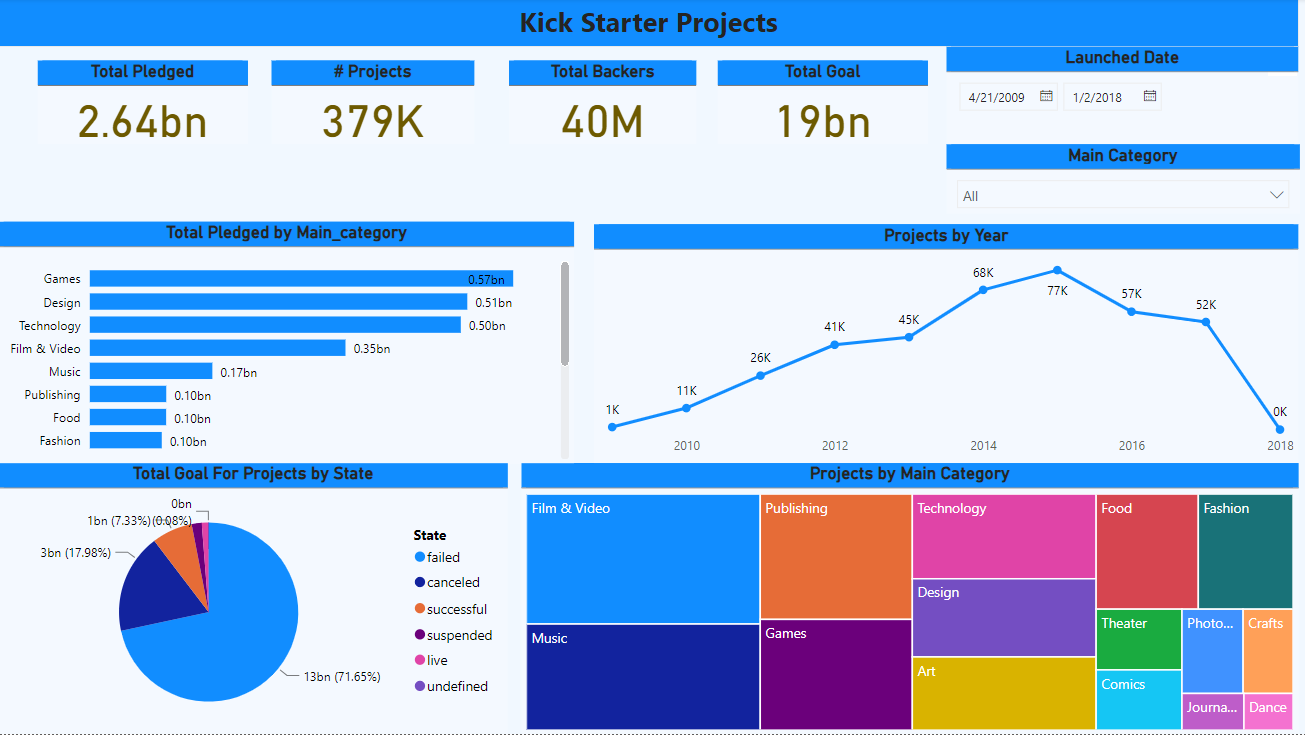 Kick Starter Projects
Total Pledged
2.64bn
# Projects
379K
Total Backers
40M
Total Goal
19bn
Launched Date
4/21/2009
1/2/2018
Main Category
All
Total Pledged by Main_category
Games 0.57bn
Design 0.51bn
Technology 0.50bn
Film & Video 0.35bn
Music 0.17bn
Publishing 0.10bn
Food 0.10bn
Fashion 0.10bn
Projects by Year
1K
11K
26K
41K
45K
68K
77K
57K
52K
0K
2010 2012 2014 2016 2018
Total Goal For Projects by State
0bn
(0.08%)
1bn (7.33%)
3bn (17.98%)
13bn (71.65%)
State
failed
canceled
successful
suspended
live
undefined
Projects by Main Category
Film & Video
Music
Publishing
Games
Technology
Design
Art
Food
Fashion
Theater
Comics
Photo...
Crafts
Journa...
Dance